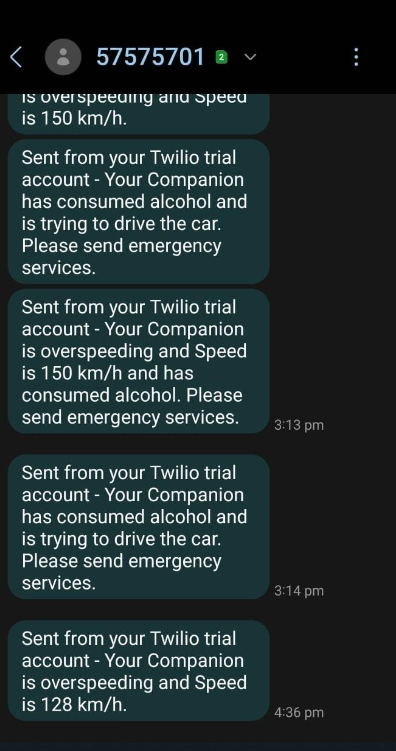 57575701 2
is overspeeding and Speed
is 150 km/h.
Sent from your Twilio trial
account - Your Companion
has consumed alcohol and
is trying to drive the car.
Please send emergency
services.
Sent from your Twilio trial
account - Your Companion
is overspeeding and Speed
is 150 km/h and has
consumed alcohol. Please
send emergency services.
3:13 pm
Sent from your Twilio trial
account - Your Companion
has consumed alcohol and
is trying to drive the car.
Please send emergency
services.
3:14 pm
Sent from your Twilio trial
account - Your Companion
is overspeeding and Speed
is 128 km/h.
4:36 pm